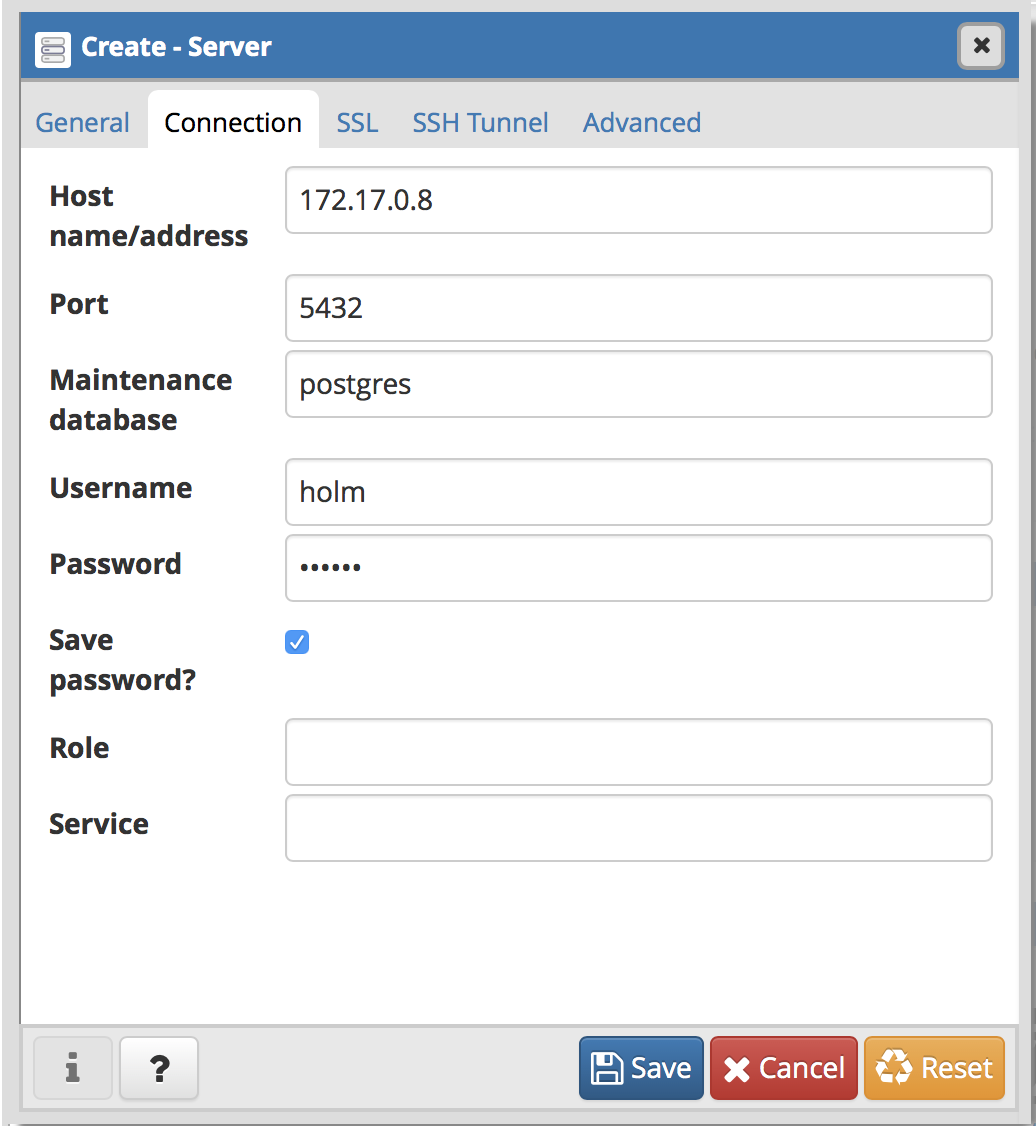 Create - Server
General Connection SSL SSH Tunnel Advanced
Host
name/address
172.17.0.8
Port
5432
Maintenance
database
postgres
Username
holm
Password
••••••
Save
password?
Role
Service
i ? Save Cancel Reset